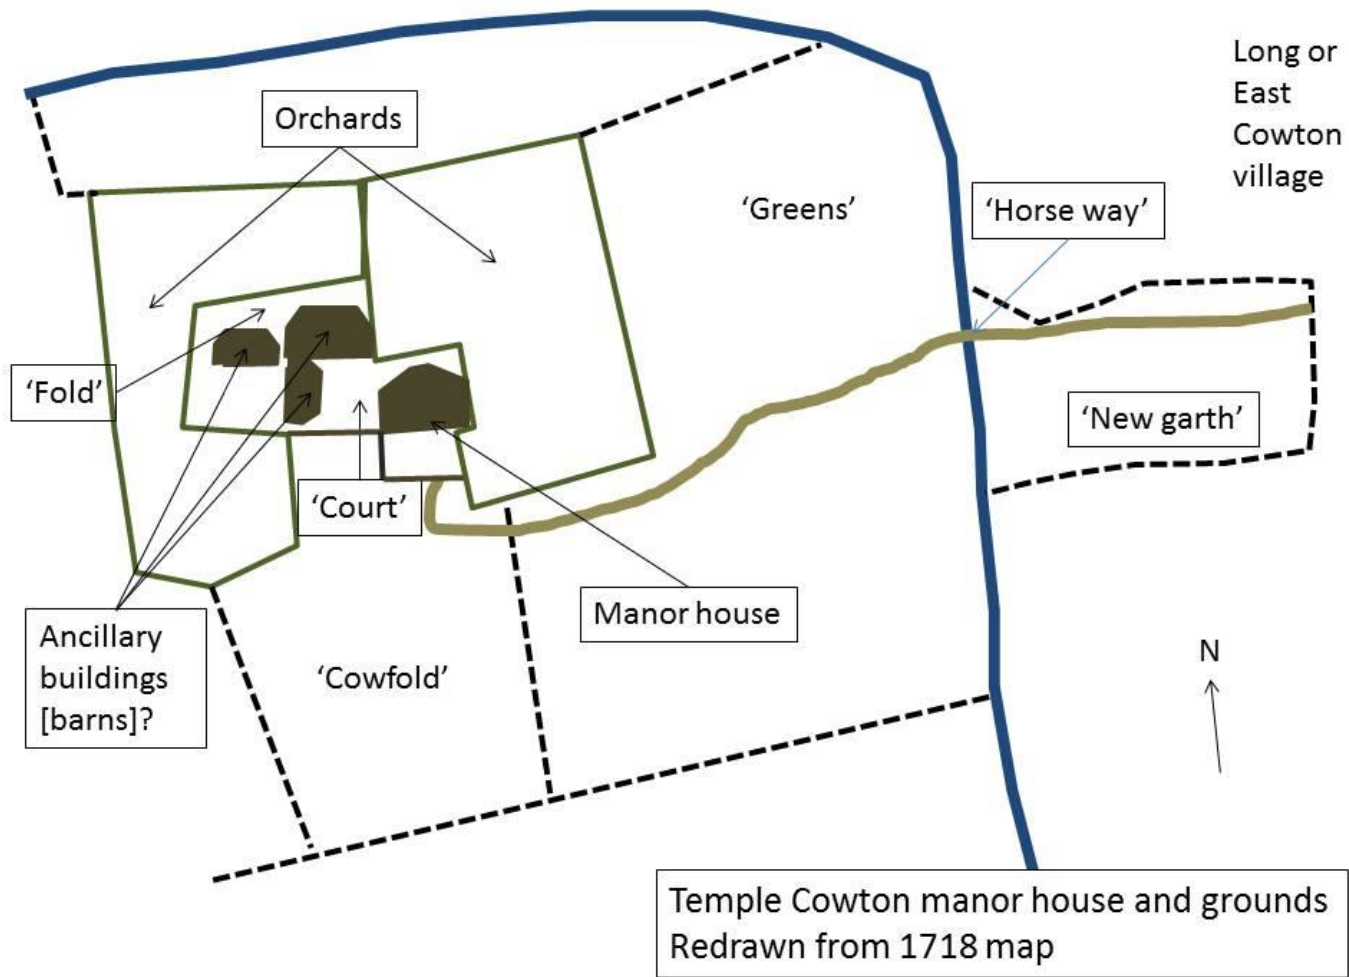 Long or
East
Cowton
village
Orchards
‘Greens’
‘Horse way’
‘Fold’
‘New garth’
‘Court’
Manor house
Ancillary
buildings
[barns]?
‘Cowfold’
N
Temple Cowton manor house and grounds
Redrawn from 1718 map